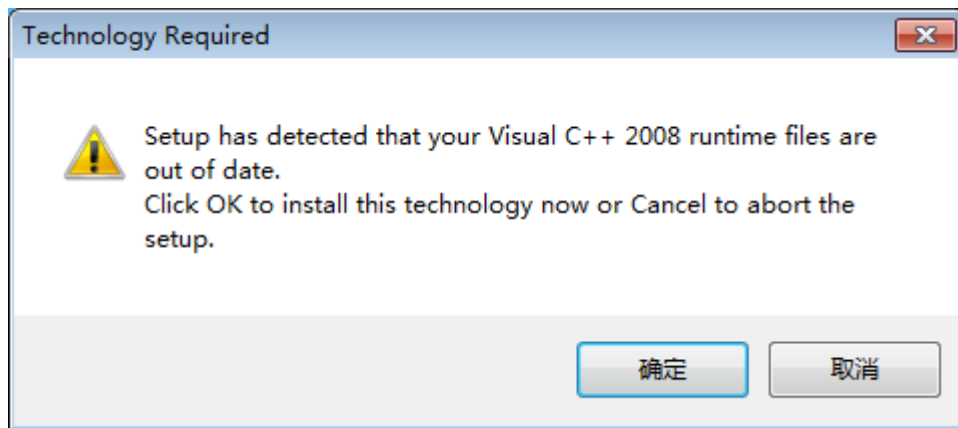 Technology Required
Setup has detected that your Visual C++ 2008 runtime files are
out of date.
Click OK to install this technology now or Cancel to abort the
setup.
确定
取消